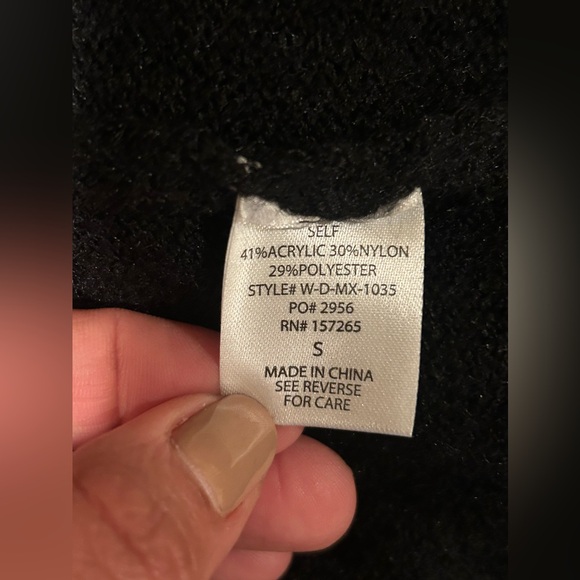 SELF
41%ACRYLIC 30%NYLON
29%POLYESTER
STYLE# W-D-MX-1035
PO# 2956
RN# 157265
S
MADE IN CHINA
SEE REVERSE
FOR CARE